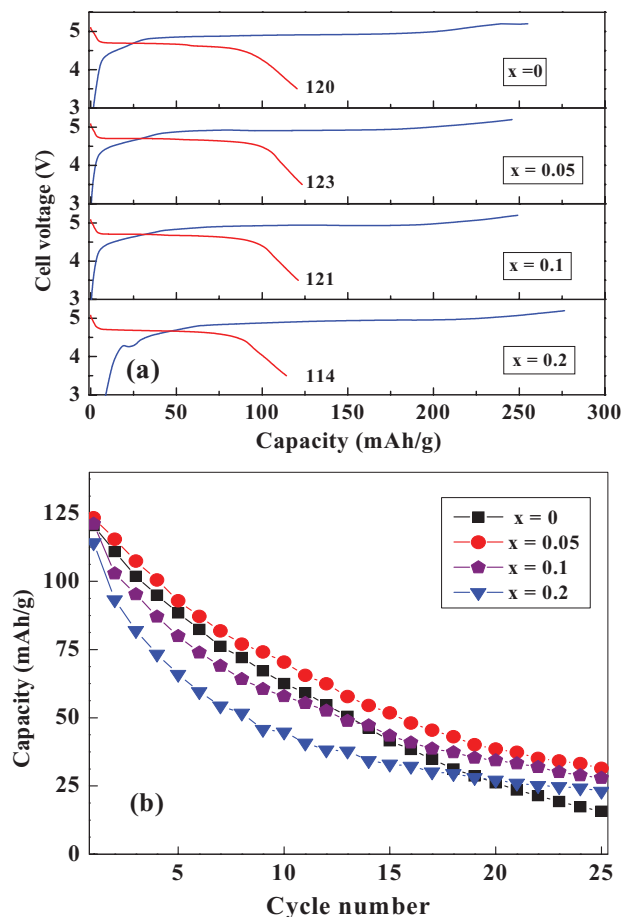 5
4
3
120
x =0
5
4
3
123
x = 0.05
5
4
3
121
x = 0.1
5
4
3
114
x = 0.2
(a)
Cell voltage (V)
0 50 100 150 200 250 300
Capacity (mAh/g)
125
100
75
50
25
0
Capacity (mAh/g)
x = 0
x = 0.05
x = 0.1
x = 0.2
(b)
5 10 15 20 25
Cycle number